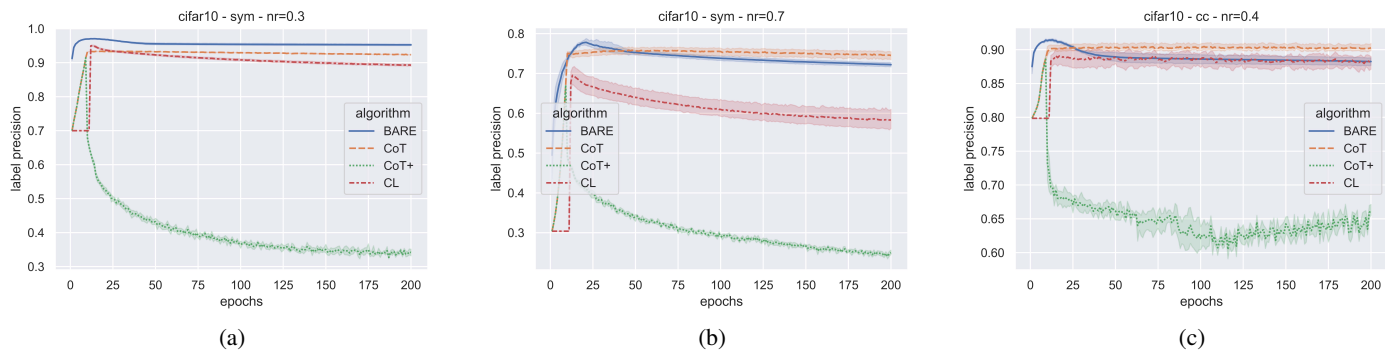 cifar10 - sym - nr=0.3
label precision
1.0
0.9
0.8
0.7
0.6
0.5
0.4
0.3
algorithm
BARE
CoT
CoT+
CL
0 25 50 75 100 125 150 175 200
epochs
(a)
cifar10 - sym - nr=0.7
label precision
0.8
0.7
0.6
0.5
0.4
0.3
algorithm
BARE
CoT
CoT+
CL
0 25 50 75 100 125 150 175 200
epochs
(b)
cifar10 - cc - nr=0.4
label precision
0.90
0.85
0.80
0.75
0.70
0.65
0.60
algorithm
BARE
CoT
CoT+
CL
0 25 50 75 100 125 150 175 200
epochs
(c)